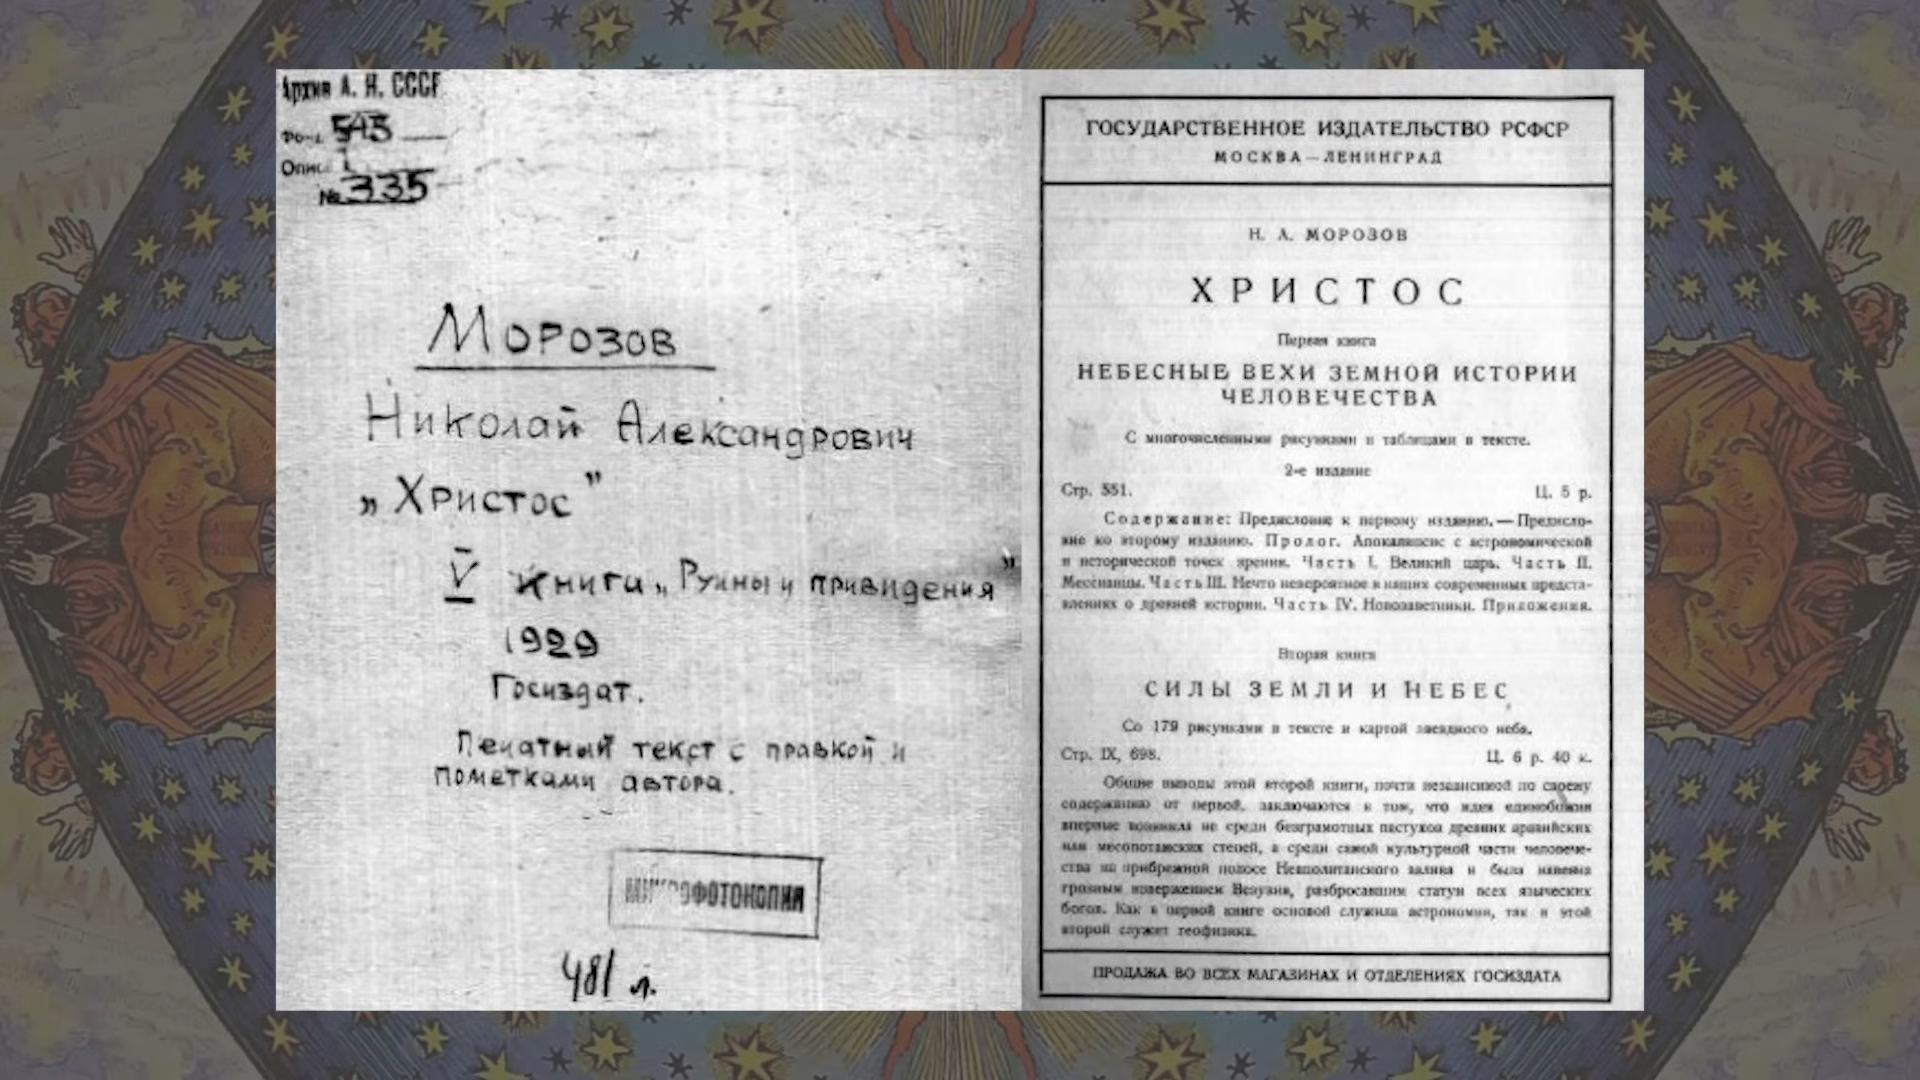 Архив А. Н. СССР
Фонд 543
Опись 1
№ 335
Морозов
Николай Александрович
„Христос”
V книги „Руины и привидения”
1929
Госиздат.
Печатный текст с правкой и
пометками автора.
МИКРОФОТОКОПИЯ
481 л.
ГОСУДАРСТВЕННОЕ ИЗДАТЕЛЬСТВО РСФСР
МОСКВА—ЛЕНИНГРАД
Н. А. МОРОЗОВ
ХРИСТОС
Первая книга
НЕБЕСНЫЕ ВЕХИ ЗЕМНОЙ ИСТОРИИ
ЧЕЛОВЕЧЕСТВА
С многочисленными рисунками и таблицами в тексте.
2-е издание
Стр. 551. Ц. 5 р.
Содержание: Предисловие к первому изданию.—Предисло-
вие ко второму изданию. Пролог. Апокалипсис с астрономической
и исторической точек зрения. Часть I. Великий царь. Часть II.
Мессианцы. Часть III. Нечто невероятное в наших современных предста-
влениях о древней истории. Часть IV. Новозаветники. Приложения.
Вторая книга
СИЛЫ ЗЕМЛИ И НЕБЕС
Со 179 рисунками в тексте и картой звездного неба.
Стр. IX, 698. Ц. 6 р. 40 к.
Общие выводы этой второй книги, почти независимой по своему
содержанию от первой, заключаются в том, что идея единобожия
впервые возникла не среди безграмотных пастухов древних аравийских
или месопотамских степей, а среди самой культурной части человече-
ства на прибрежной полосе Неаполитанского залива и была навеяна
грозным извержением Везувия, разбросавшим статуи всех языческих
богов. Как в первой книге основой служила астрономия, так и этой
второй служит геофизика.
ПРОДАЖА ВО ВСЕХ МАГАЗИНАХ И ОТДЕЛЕНИЯХ ГОСИЗДАТА